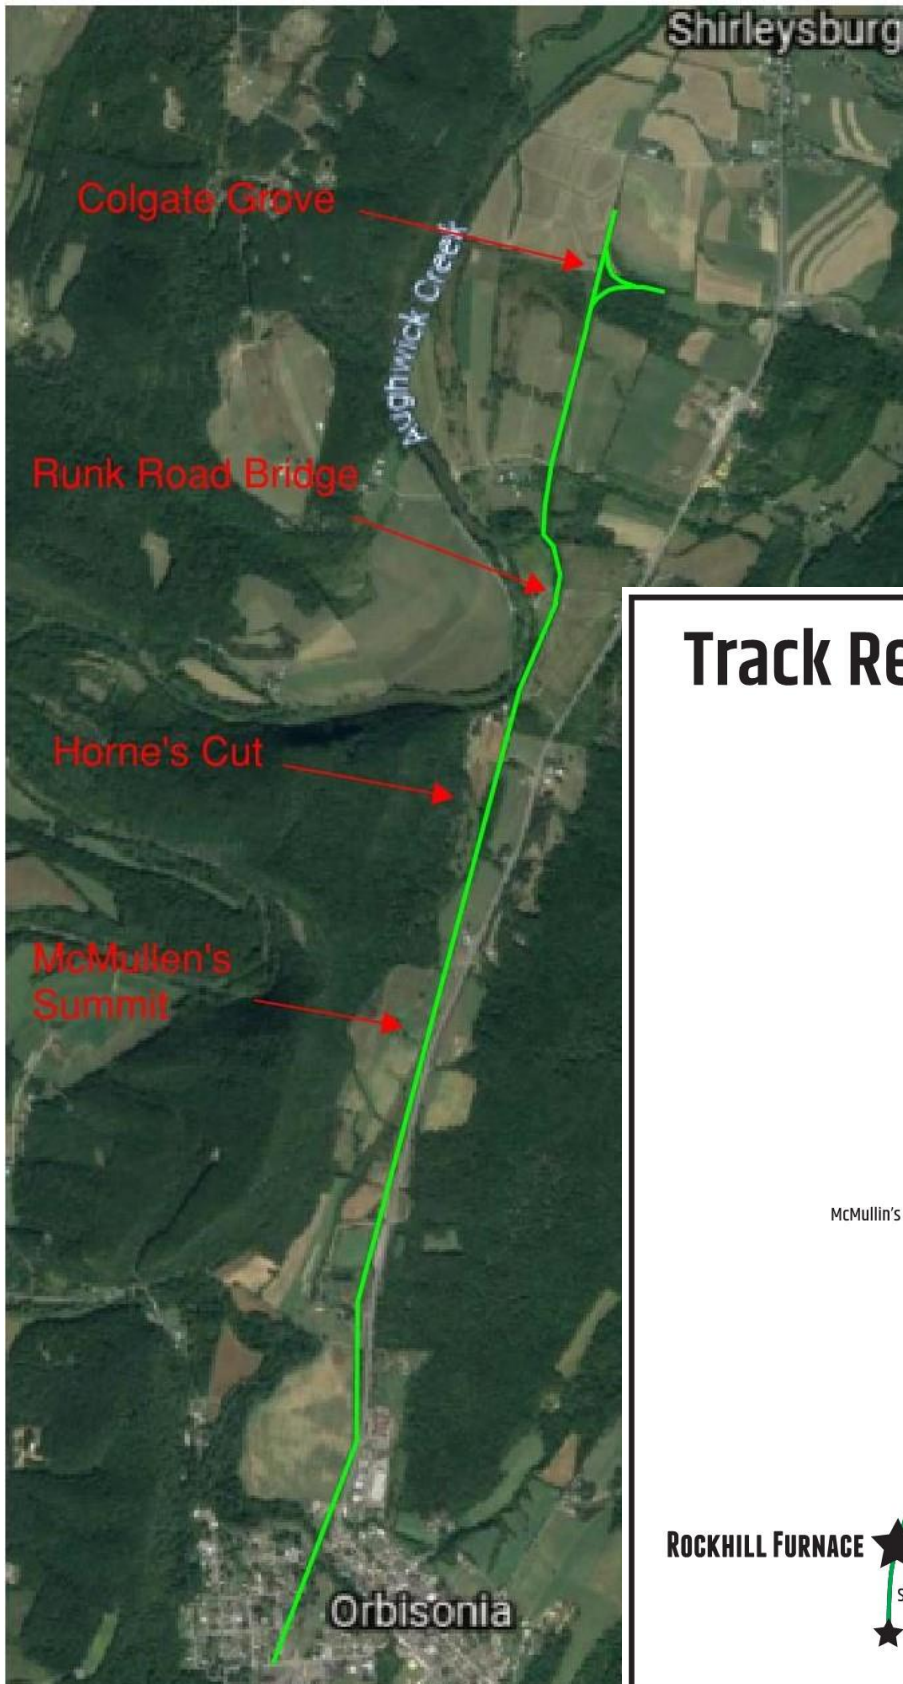 Shirleysburg
Colgate Grove
Aughwick Creek
Runk Road Bridge
Track Re
Horne's Cut
McMullen's
Summit
McMullin's
ROCKHILL FURNACE
S
Orbisonia